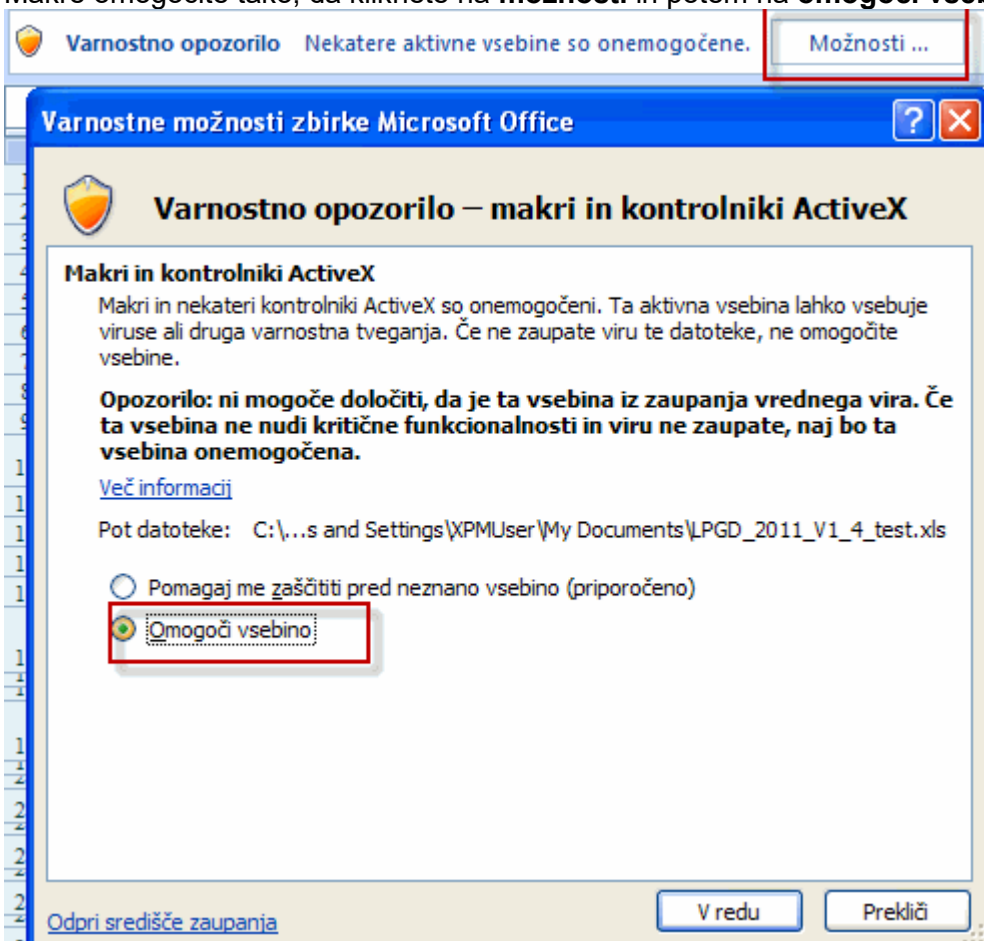 Makro omogočite tako, da kliknete na možnosti in potem na omogoči vseb
Varnostno opozorilo Nekatere aktivne vsebine so onemogočene. Možnosti ...
Varnostne možnosti zbirke Microsoft Office
Varnostno opozorilo – makri in kontrolniki ActiveX
Makri in kontrolniki ActiveX
Makri in nekateri kontrolniki ActiveX so onemogočeni. Ta aktivna vsebina lahko vsebuje
viruse ali druga varnostna tveganja. Če ne zaupate viru te datoteke, ne omogočite
vsebine.
Opozorilo: ni mogoče določiti, da je ta vsebina iz zaupanja vrednega vira. Če
ta vsebina ne nudi kritične funkcionalnosti in viru ne zaupate, naj bo ta
vsebina onemogočena.
Več informacij
Pot datoteke: C:\...s and Settings\XPMUser\My Documents\LPGD_2011_V1_4_test.xls
Pomagaj me zaščititi pred neznano vsebino (priporočeno)
Omogoči vsebino
Odpri središče zaupanja V redu Prekliči